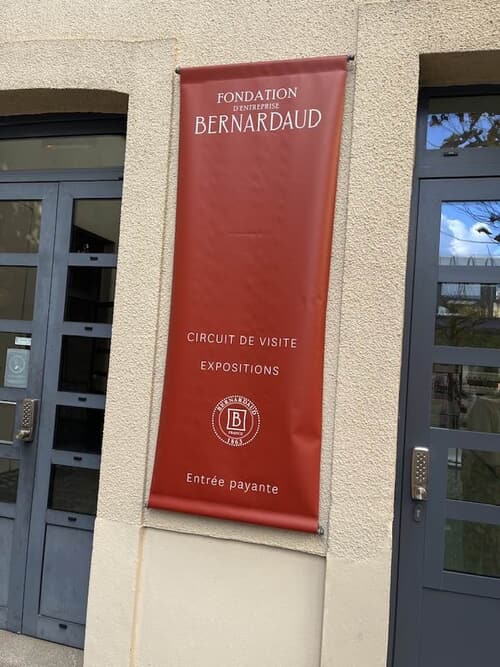 FONDATION
D'ENTREPRISE
BERNARDAUD
CIRCUIT DE VISITE
EXPOSITIONS
BERNARDAUD
B
FRANCE
1863
Entrée payante